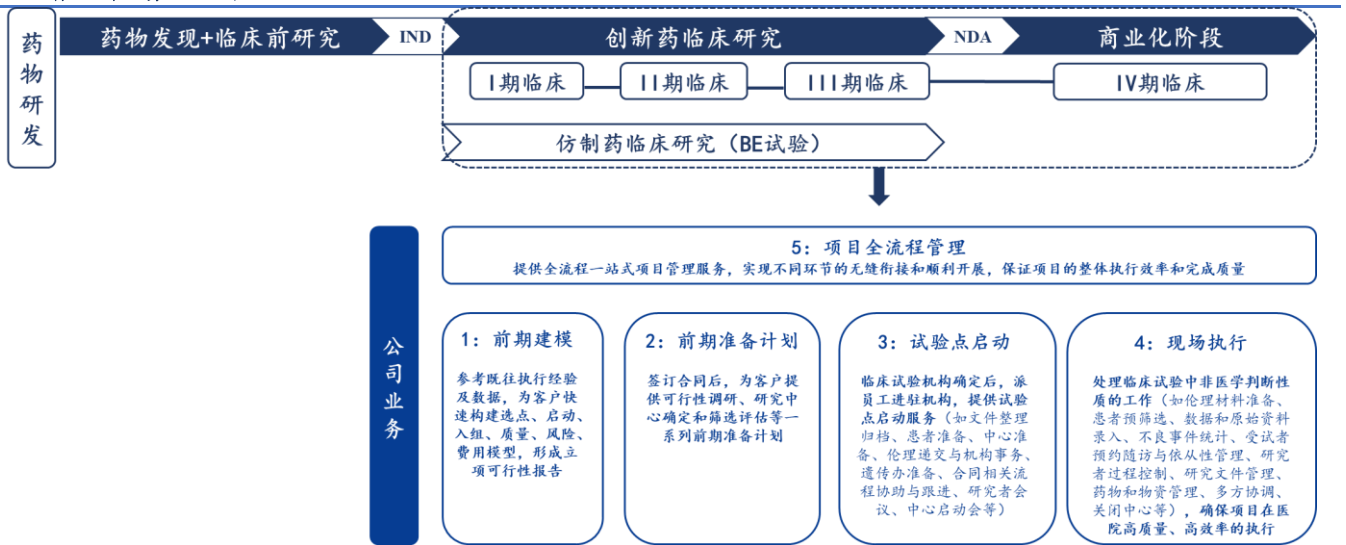 药物研发
药物发现+临床前研究
IND
创新药临床研究
NDA
商业化阶段
I期临床
II期临床
III期临床
IV期临床
仿制药临床研究（BE试验）
公司业务
5：项目全流程管理
提供全流程一站式项目管理服务，实现不同环节的无缝衔接和顺利开展，保证项目的整体执行效率和完成质量
1：前期建模
参考既往执行经验
及数据，为客户快
速构建选点、启动、
入组、质量、风险、
费用模型，形成立
项可行性报告
2：前期准备计划
签订合同后，为客户提
供可行性调研、研究中
心确定和筛选评估等一
系列前期准备计划
3：试验点启动
临床试验机构确定后，派
员工进驻机构，提供试验
点启动服务（如文件整理
归档、患者准备、中心准
备、伦理递交与机构事务、
遗传办准备、合同相关流
程协助与跟进、研究者会
议、中心启动会等）
4：现场执行
处理临床试验中非医学判断性
质的工作（如伦理材料准备、
患者预筛选、数据和原始资料
录入、不良事件统计、受试者
预约随访与依从性管理、研究
者过程控制、研究文件管理、
药物和物资管理、多方协调、
关闭中心等），确保项目在医
院高质量、高效率的执行